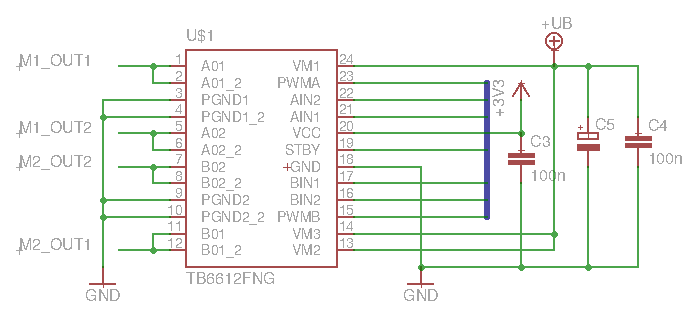 +UB
U$1
M1_OUT1 1 A01 VM1 24
2 A01_2 PWMA 23
3 PGND1 AIN2 22
4 PGND1_2 AIN1 21
M1_OUT2 5 A02 VCC 20
6 A02_2 STBY 19
M2_OUT2 7 B02 GND 18
8 B02_2 BIN1 17
9 PGND2 BIN2 16
10 PGND2_2 PWMB 15
11 B01 VM3 14
M2_OUT1 12 B01_2 VM2 13
TB6612FNG
+3V3
C3
100n
+
C5
C4
100n
GND
GND